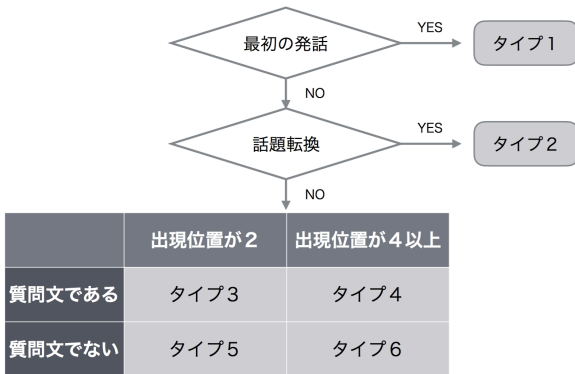 最初の発話
YES
タイプ1
NO
話題転換
YES
タイプ2
NO
出現位置が2
出現位置が4以上
質問文である
タイプ3
タイプ4
質問文でない
タイプ5
タイプ6